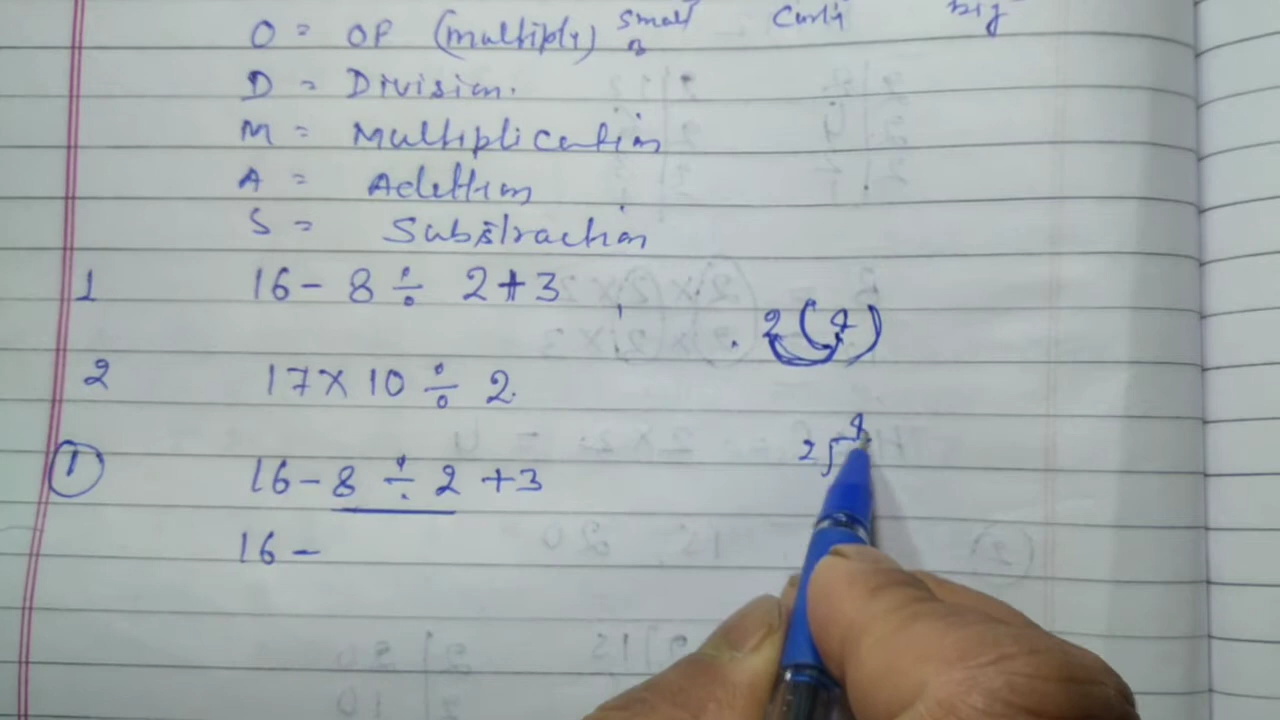 O = OF (multiply) small curly big
D = Division.
M = Multiplication
A = Addition
S = Substraction
1 16 - 8 ÷ 2 + 3
2 ( 4 )
2 17 × 10 ÷ 2
1 16 - 8 ÷ 2 + 3
2
16 -